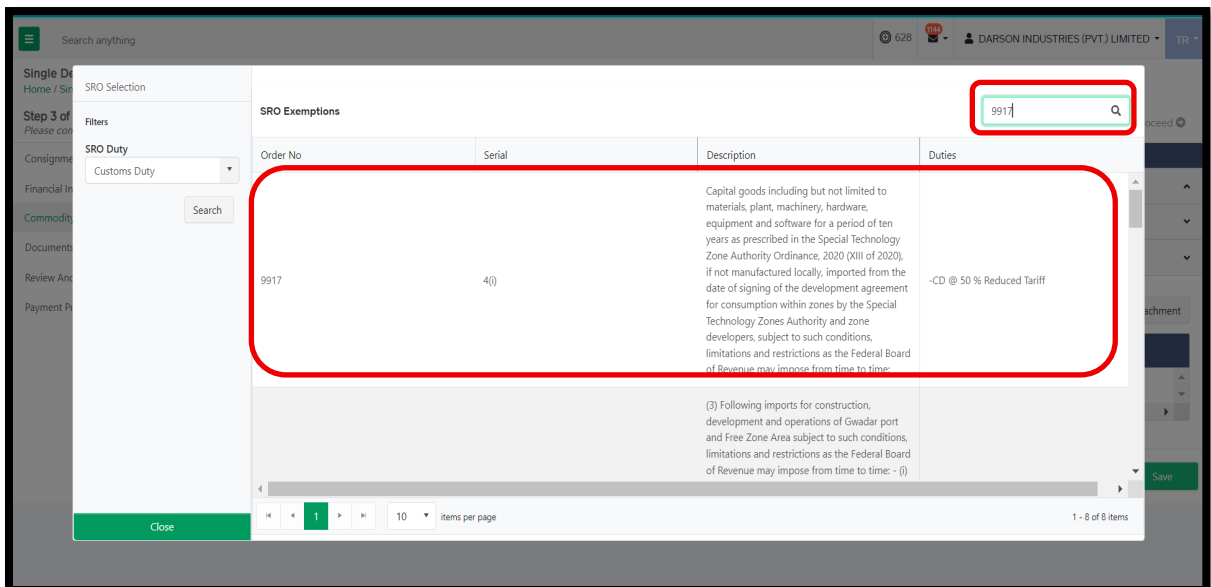 Search anything
628
1144
DARSON INDUSTRIES (PVT.) LIMITED
TR
Single De
Home / Sin
Step 3 of
Please con
oceed
Consignme
Financial In
Commodity
Documents
Review And
Payment Pr
SRO Selection
Filters
SRO Duty
Customs Duty
Search
Close
SRO Exemptions
9917
Order No Serial Description Duties
Capital goods including but not limited to
materials, plant, machinery, hardware,
equipment and software for a period of ten
years as prescribed in the Special Technology
Zone Authority Ordinance, 2020 (XIII of 2020),
if not manufactured locally, imported from the
9917 4(i) date of signing of the development agreement -CD @ 50 % Reduced Tariff
for consumption within zones by the Special
Technology Zones Authority and zone
developers, subject to such conditions,
limitations and restrictions as the Federal Board
of Revenue may impose from time to time:
(3) Following imports for construction,
development and operations of Gwadar port
and Free Zone Area subject to such conditions,
limitations and restrictions as the Federal Board
of Revenue may impose from time to time: - (i)
1 10 items per page 1 - 8 of 8 items
achment
Save